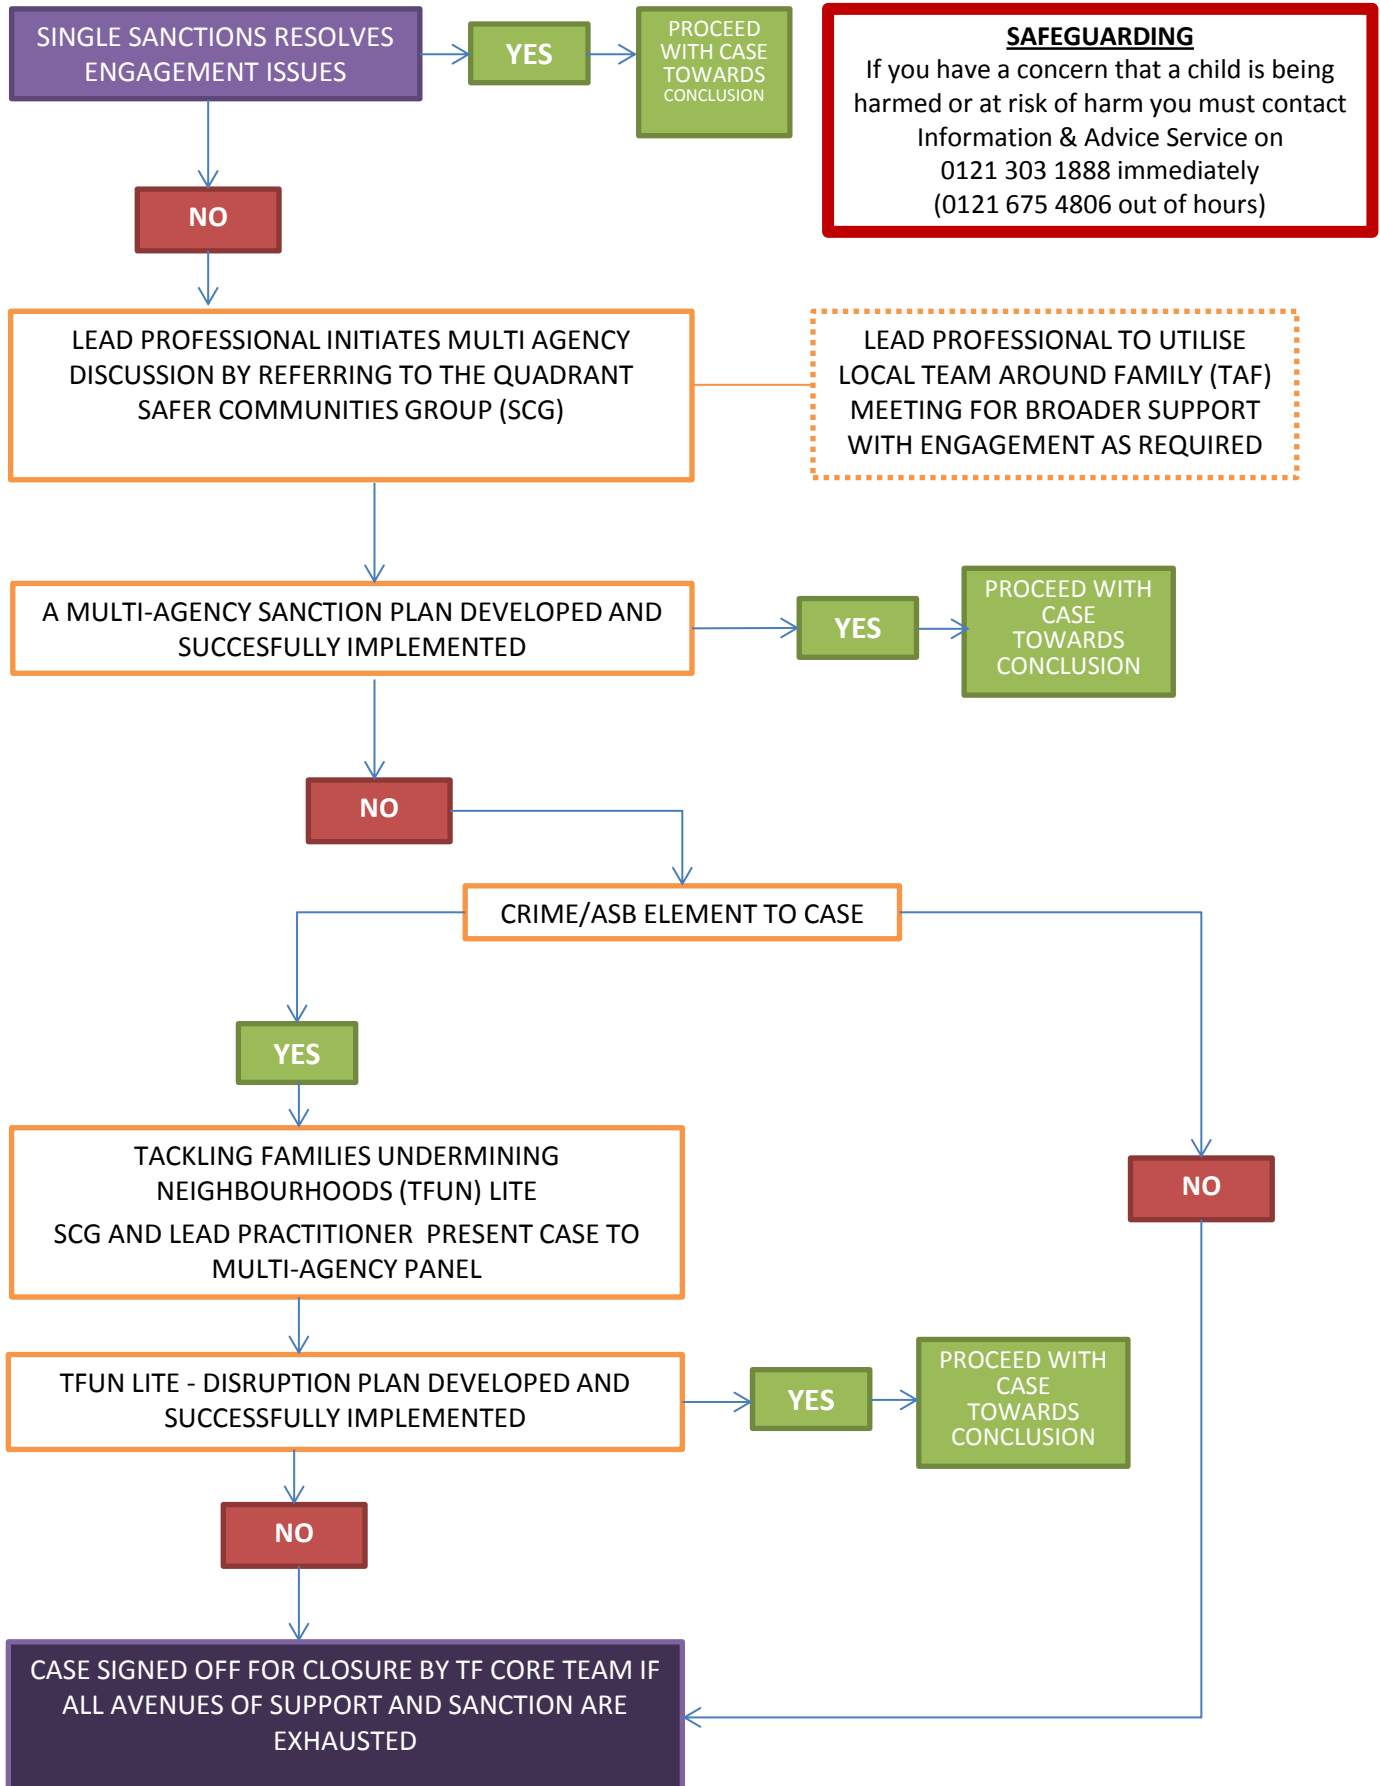 SINGLE SANCTIONS RESOLVES
ENGAGEMENT ISSUES
YES
PROCEED
WITH CASE
TOWARDS
CONCLUSION
SAFEGUARDING
If you have a concern that a child is being
harmed or at risk of harm you must contact
Information & Advice Service on
0121 303 1888 immediately
(0121 675 4806 out of hours)
NO
LEAD PROFESSIONAL INITIATES MULTI AGENCY
DISCUSSION BY REFERRING TO THE QUADRANT
SAFER COMMUNITIES GROUP (SCG)
LEAD PROFESSIONAL TO UTILISE
LOCAL TEAM AROUND FAMILY (TAF)
MEETING FOR BROADER SUPPORT
WITH ENGAGEMENT AS REQUIRED
A MULTI-AGENCY SANCTION PLAN DEVELOPED AND
SUCCESFULLY IMPLEMENTED
YES
PROCEED WITH
CASE
TOWARDS
CONCLUSION
NO
CRIME/ASB ELEMENT TO CASE
YES
TACKLING FAMILIES UNDERMINING
NEIGHBOURHOODS (TFUN) LITE
SCG AND LEAD PRACTITIONER  PRESENT CASE TO
MULTI-AGENCY PANEL
NO
TFUN LITE - DISRUPTION PLAN DEVELOPED AND
SUCCESSFULLY IMPLEMENTED
YES
PROCEED WITH
CASE
TOWARDS
CONCLUSION
NO
CASE SIGNED OFF FOR CLOSURE BY TF CORE TEAM IF
ALL AVENUES OF SUPPORT AND SANCTION ARE
EXHAUSTED